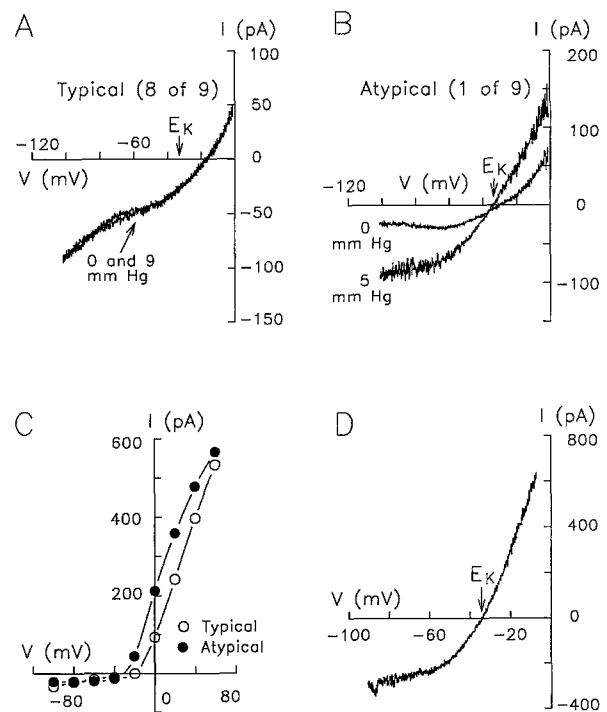 A
I (pA)
100
50
0
-50
-100
-150
Typical (8 of 9)
-120
-60
EK
V (mV)
0 and 9
mm Hg
B
I (pA)
200
100
0
-100
Atypical (1 of 9)
-120
V (mV)
EK
0
mm Hg
5
mm Hg
C
I (pA)
600
400
200
V (mV)
-80
0
80
Typical
Atypical
D
I (pA)
800
400
0
-400
EK
V (mV)
-100
-60
-20